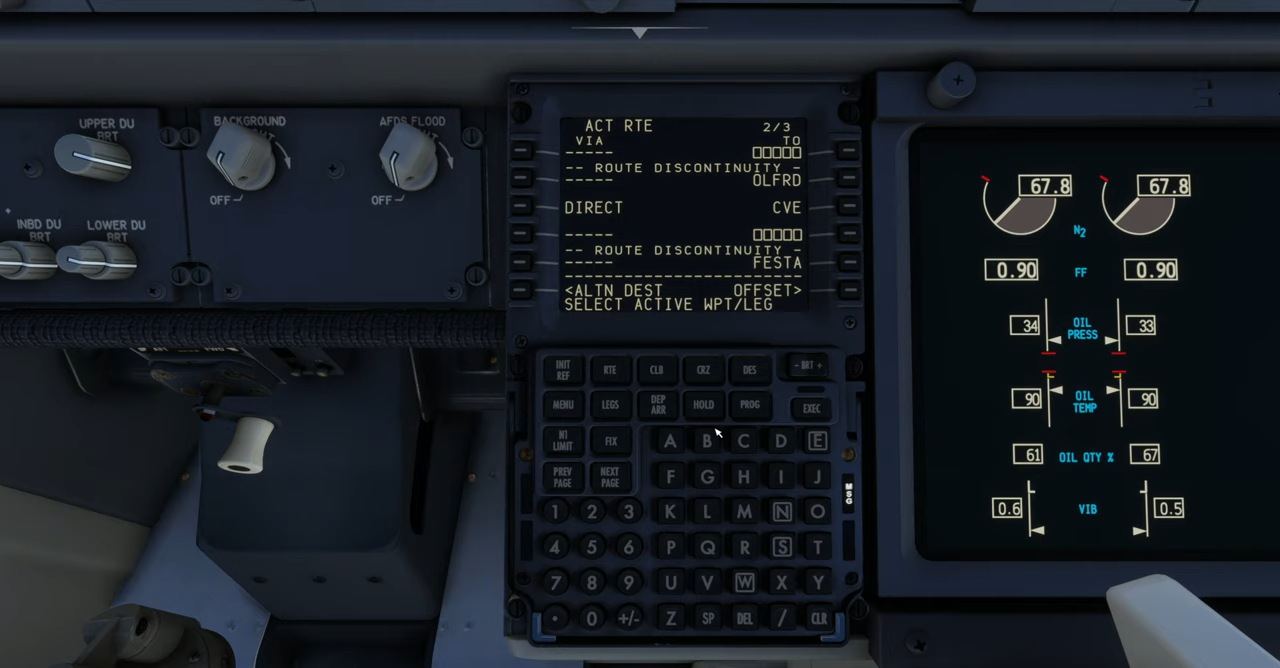 UPPER DU
BRT
BACKGROUND
OFF
AFDS FLOOD
OFF
INBD DU
BRT
LOWER DU
BRT
ACT RTE 2/3
VIA TO
----- □□□□□
-- ROUTE DISCONTINUITY -
----- OLFRD
DIRECT CVE
----- □□□□□
-- ROUTE DISCONTINUITY -
----- FESTA
------------------------
<ALTN DEST OFFSET>
SELECT ACTIVE WPT/LEG
INIT
REF
RTE
CLB
CRZ
DES
- BRT +
MENU
LEGS
DEP
ARR
HOLD
PROG
EXEC
N1
LIMIT
FIX
PREV
PAGE
NEXT
PAGE
A B C D E
F G H I J
K L M N O
P Q R S T
U V W X Y
Z SP DEL / CLR
1 2 3
4 5 6
7 8 9
. 0 +/-
MSG
67.8 67.8
N2
0.90 FF 0.90
34 OIL PRESS 33
90 OIL TEMP 90
61 OIL QTY % 67
0.6 VIB 0.5